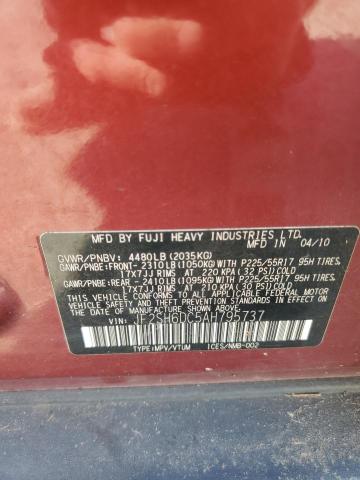 MFD BY FUJI HEAVY INDUSTRIES LTD.
MFD IN 04/10
GVWR/PNBV: 4480LB (2035KG)
GAWR/PNBE:FRONT- 2310LB(1050KG)WITH P225/55R17 95H TIRES,
17X7JJ RIMS AT 220 KPA (32 PSI)COLD
GAWR/PNBE:REAR - 2410LB(1095KG)WITH P225/55R17 95H TIRES,
17X7JJ RIMS AT 210 KPA (30 PSI)COLD
THIS VEHICLE CONFORMS TO ALL APPLICABLE FEDERAL MOTOR
VEHICLE SAFETY STANDARDS IN EFFECT ON THE DATE OF
MANUFACTURE SHOWN ABOVE.
JF2SH6DC5AH795737
TYPE:MPV/VTUM ICES/NMB-002